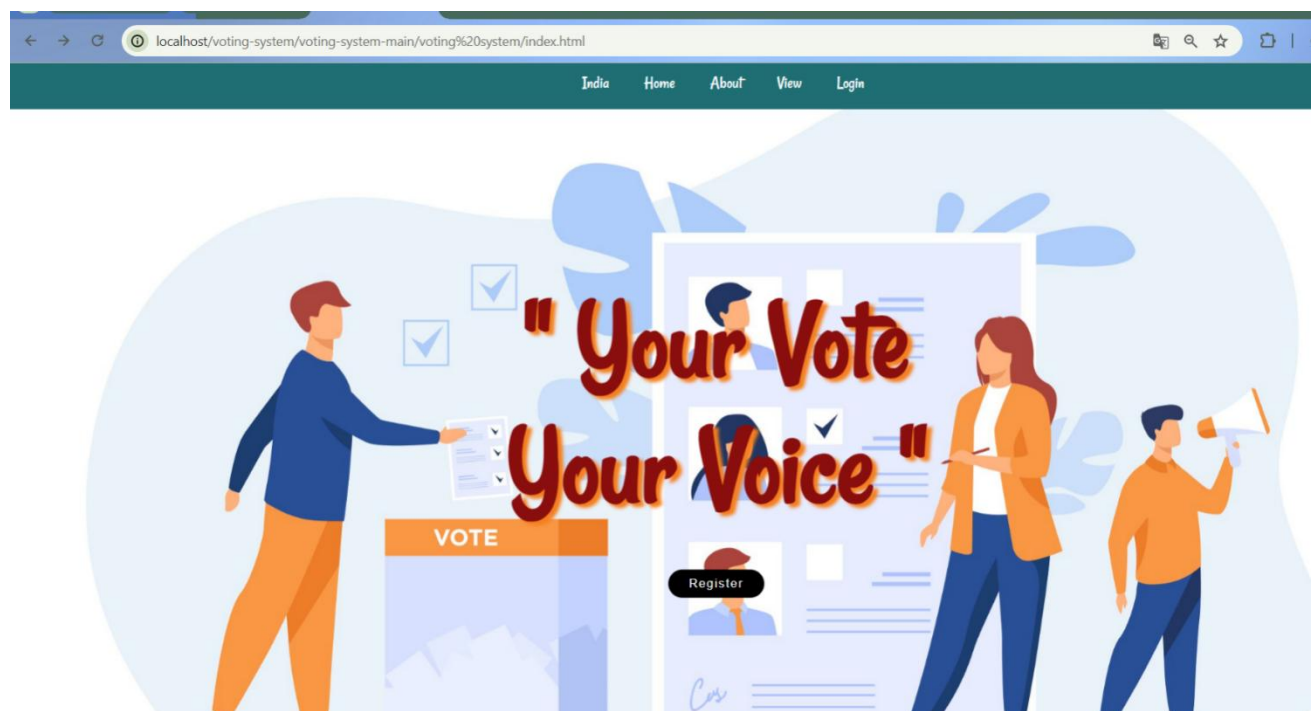 localhost/voting-system/voting-system-main/voting%20system/index.html
India Home About View Login
" Your Vote
Your Voice "
VOTE
Register